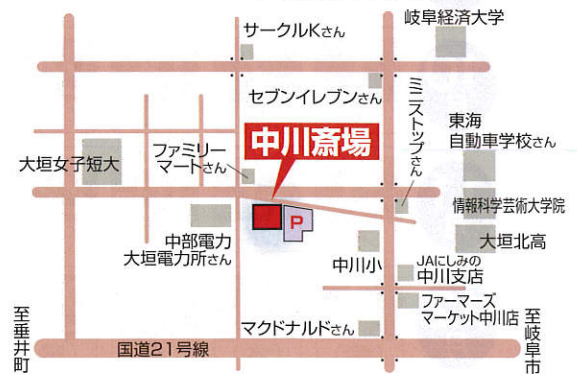 岐阜経済大学
サークルKさん
セブンイレブンさん
ミニストップさん
東海
自動車学校さん
中川斎場
ファミリー
マートさん
大垣女子短大
情報科学芸術大学院
P
中部電力
大垣電力所さん
大垣北高
中川小
JAにしみの
中川支店
ファーマーズ
マーケット中川店
マクドナルドさん
至垂井町
国道21号線
至岐阜市